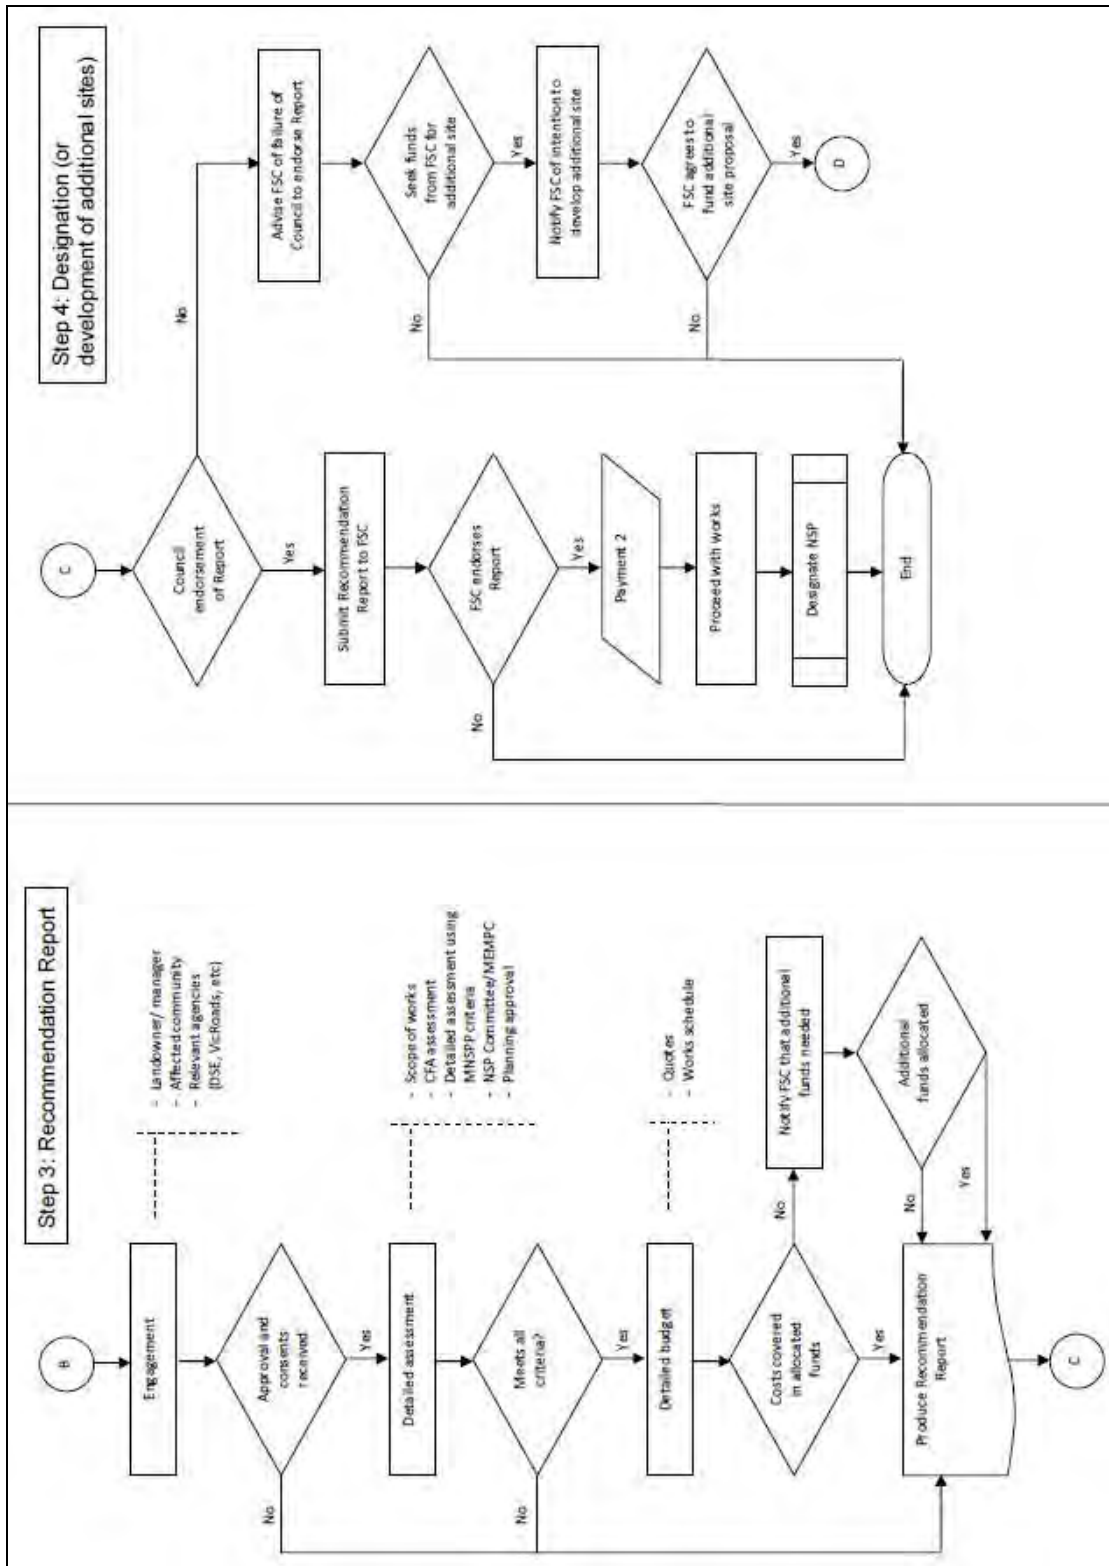 Step 3: Recommendation Report
B
Engagement
– Landowner/ manager
– Affected community
– Relevant agencies
(DSE, VicRoads, etc)
Approval and
consents
received
No
Yes
Detailed assessment
- Scope of works
- CFA assessment
- Detailed assessment using
MNSPP criteria
- NSP Committee/MEMPC
- Planning approval
Meets all
criteria?
No
Yes
Detailed budget
- Quotes
- Works schedule
Costs covered
in allocated
funds
No
Yes
Notify FSC that additional
funds needed
Additional
funds allocated
No
Yes
Produce Recommendation
Report
C
Step 4: Designation (or
development of additional sites)
C
Council
endorsement
of Report
No
Yes
Submit Recommendation
Report to FSC
FSC endorses
Report
No
Yes
Payment 2
Proceed with works
Designate NSP
End
Advise FSC of failure of
Council to endorse Report
Seek funds
from FSC for
additional site
No
Yes
Notify FSC of intention to
develop additional site
FSC agrees to
fund additional
site proposal
No
Yes
D